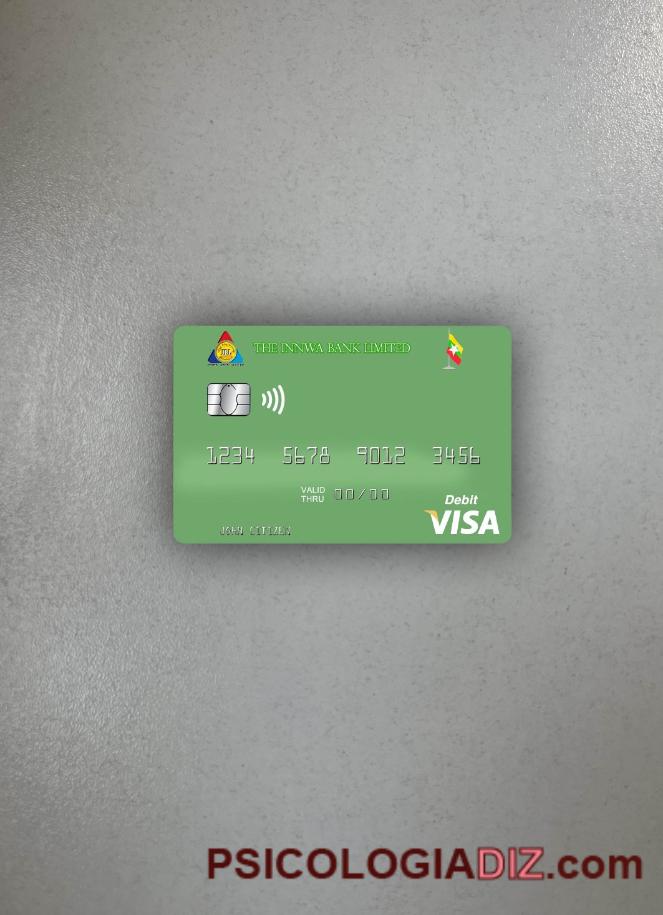 THE INNWA BANK LIMITED
1234 5678 9012 3456
VALID THRU 00/00
Debit
VISA
JOHN CITIZEN
PSICOLOGIADIZ.com